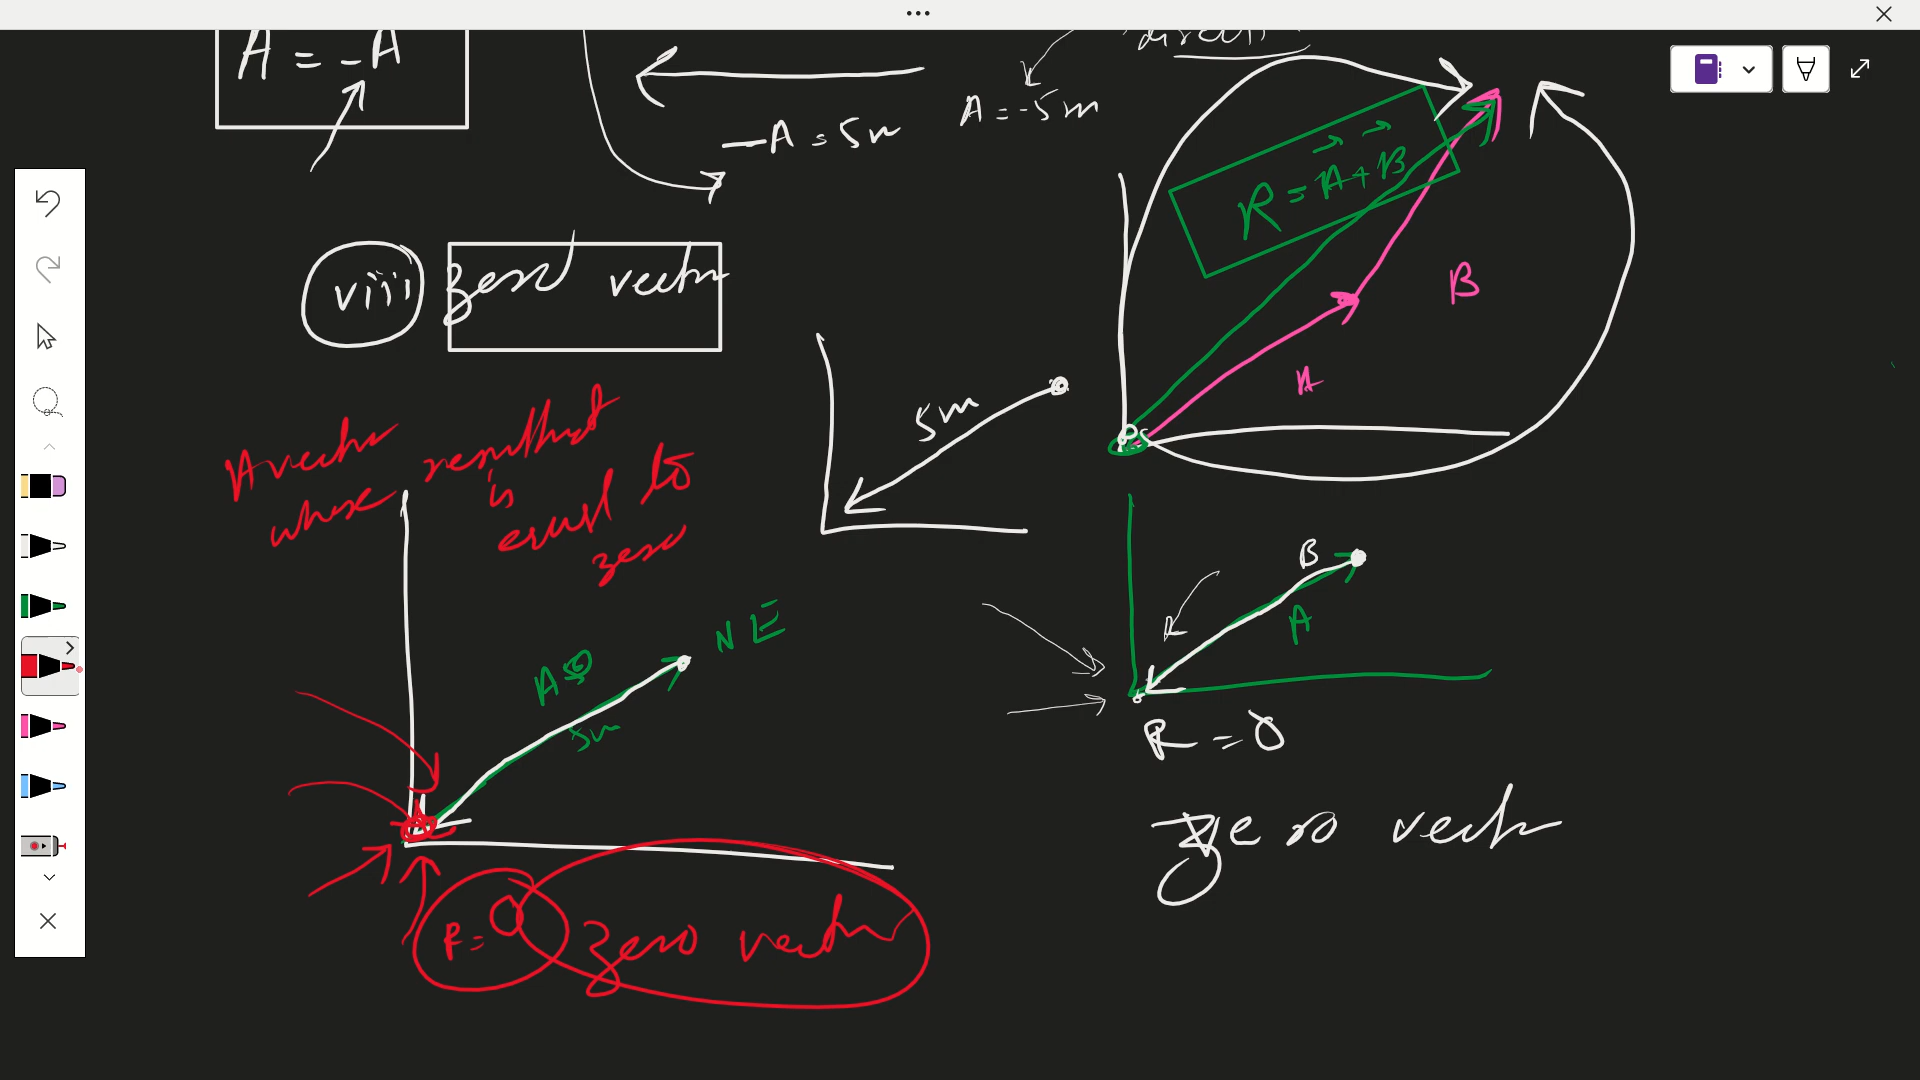 A = -A
direct
A = -5m
-A = 5m
R = A + B
viii zero vector
B
A
5m
A vector
whose resultant
is
equal to
zero
B
A
N E
A
5m
R = 0
zero vector
R = 0 zero vector